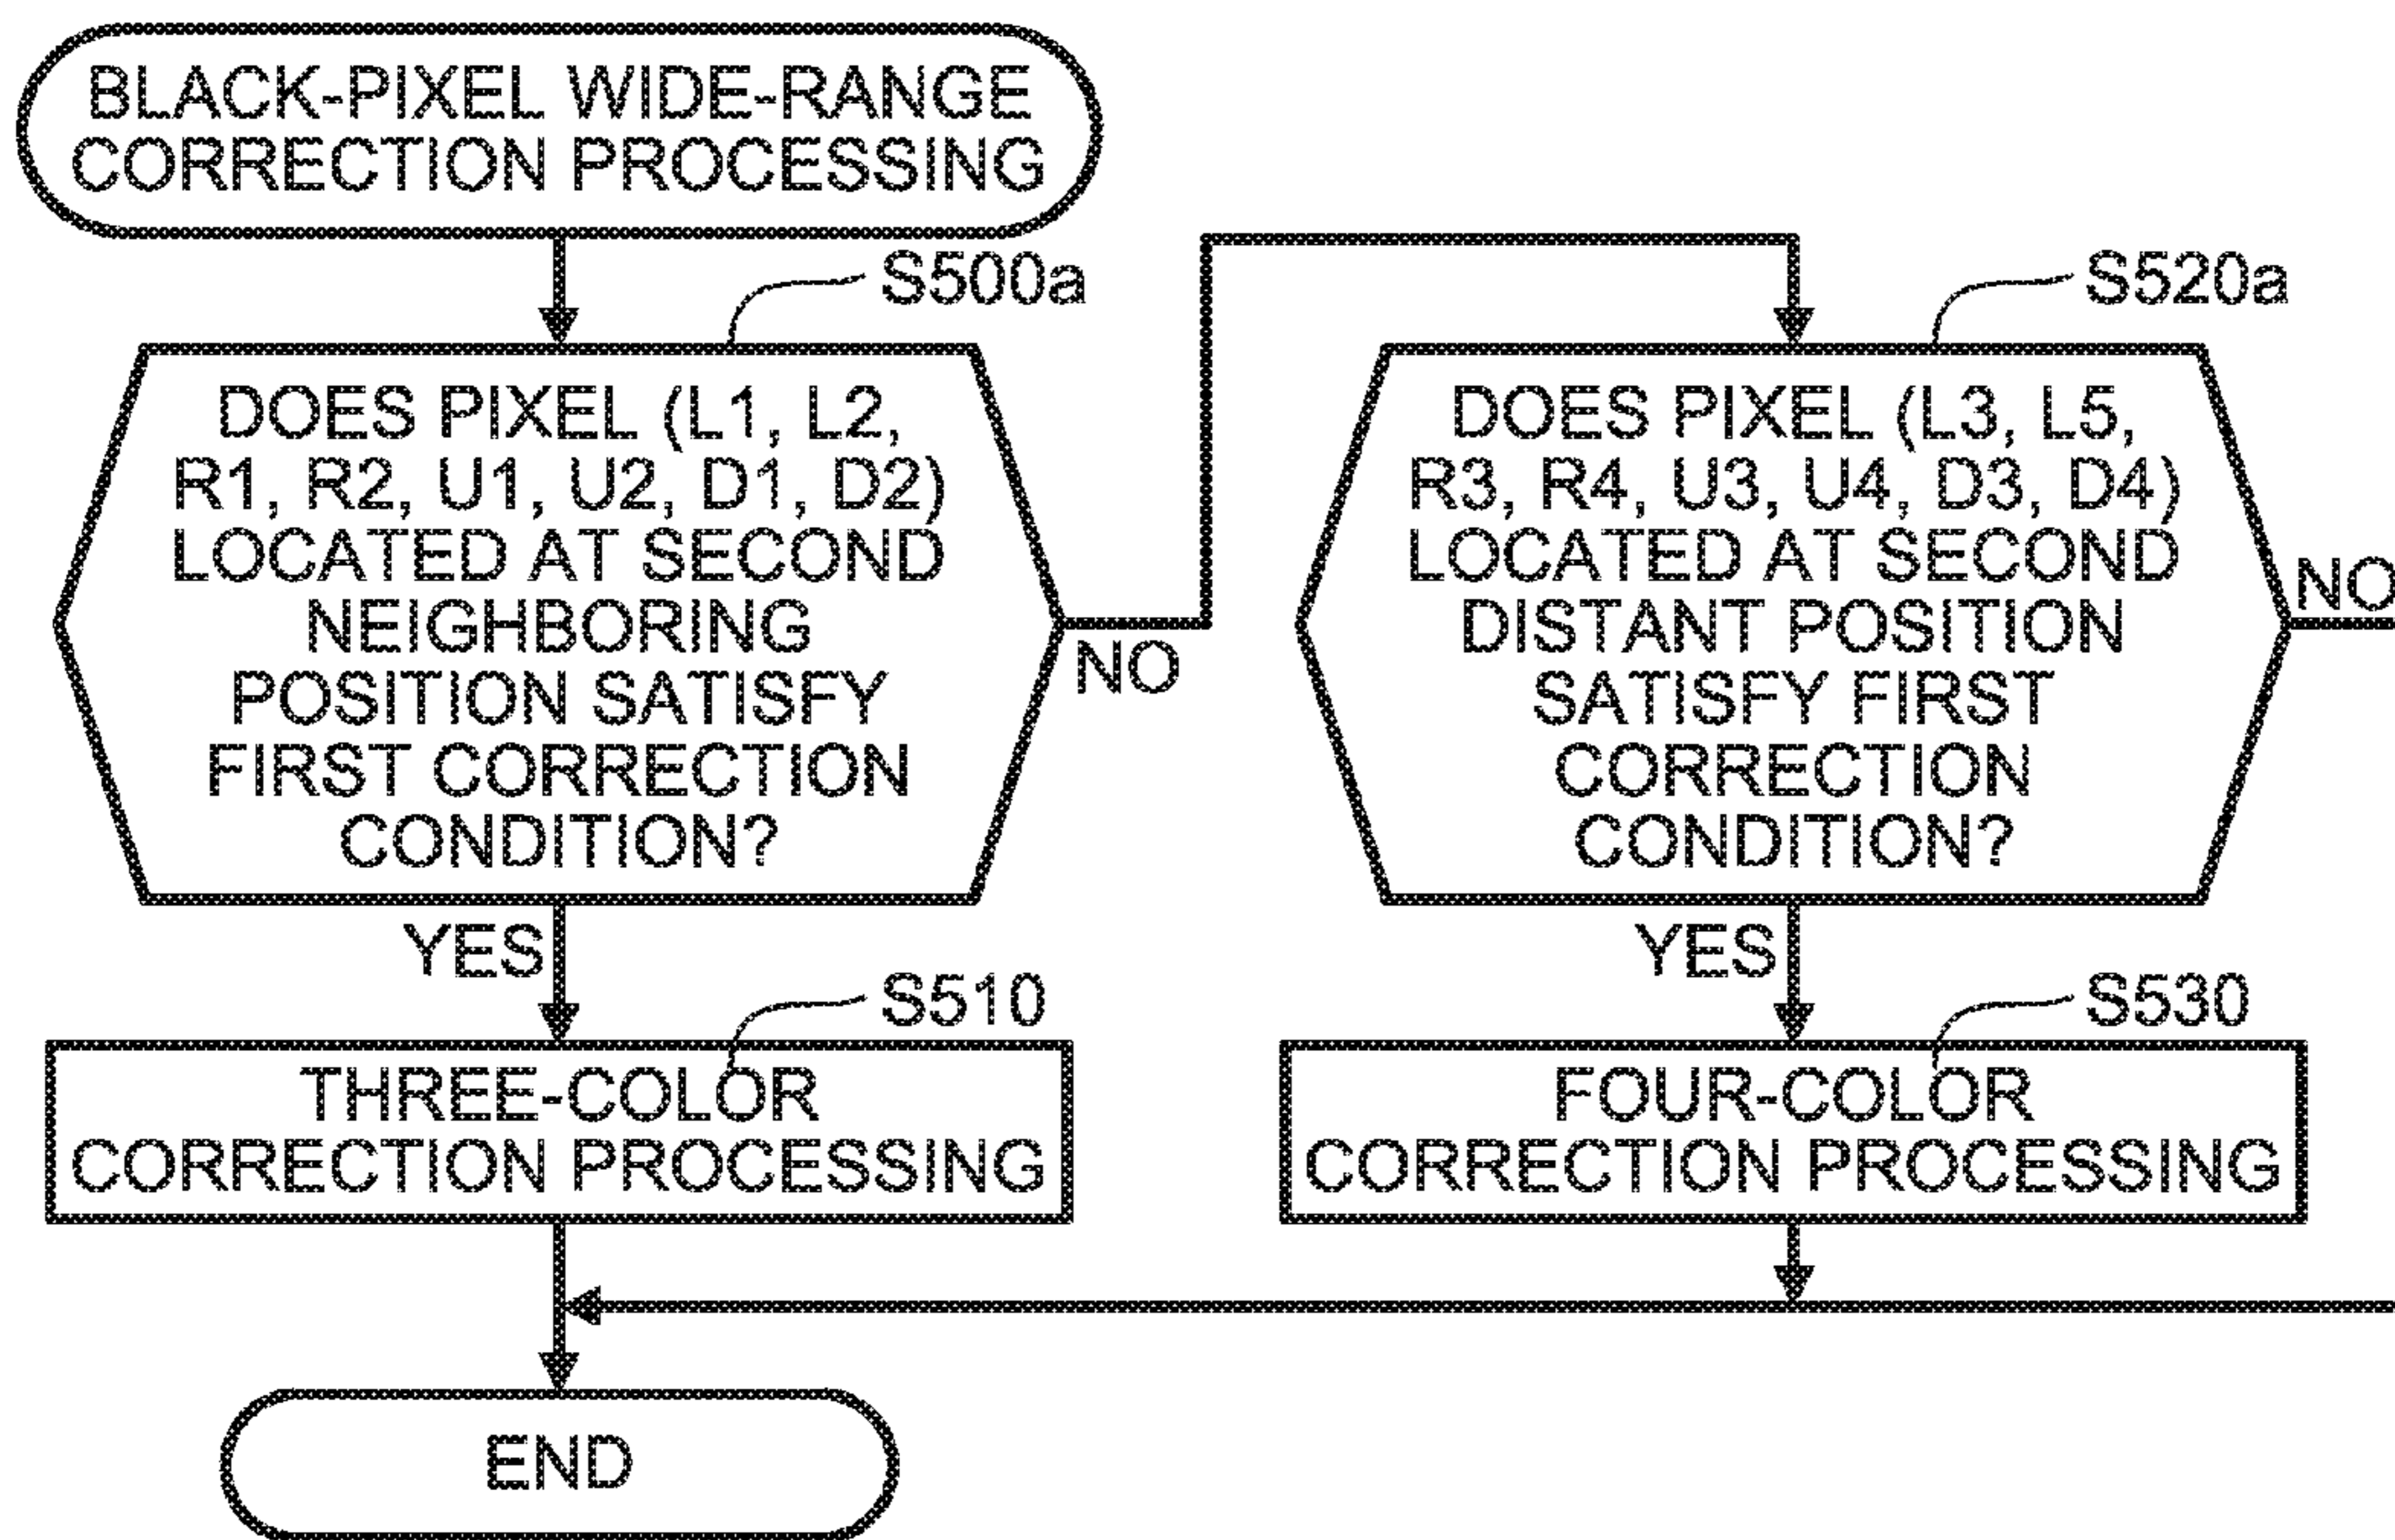 BLACK-PIXEL WIDE-RANGE
CORRECTION PROCESSING
S500a
DOES PIXEL (L1, L2,
R1, R2, U1, U2, D1, D2)
LOCATED AT SECOND
NEIGHBORING
POSITION SATISFY
FIRST CORRECTION
CONDITION?
NO
YES
S510
THREE-COLOR
CORRECTION PROCESSING
S520a
DOES PIXEL (L3, L5,
R3, R4, U3, U4, D3, D4)
LOCATED AT SECOND
DISTANT POSITION
SATISFY FIRST
CORRECTION
CONDITION?
NO
YES
S530
FOUR-COLOR
CORRECTION PROCESSING
END